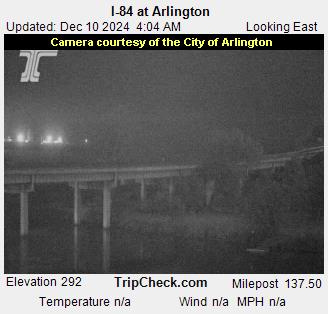 I-84 at Arlington
Updated: Dec 10 2024 4:04 AM Looking East
Camera courtesy of the City of Arlington
Elevation 292 TripCheck.com Milepost 137.50
Temperature n/a Wind n/a MPH n/a